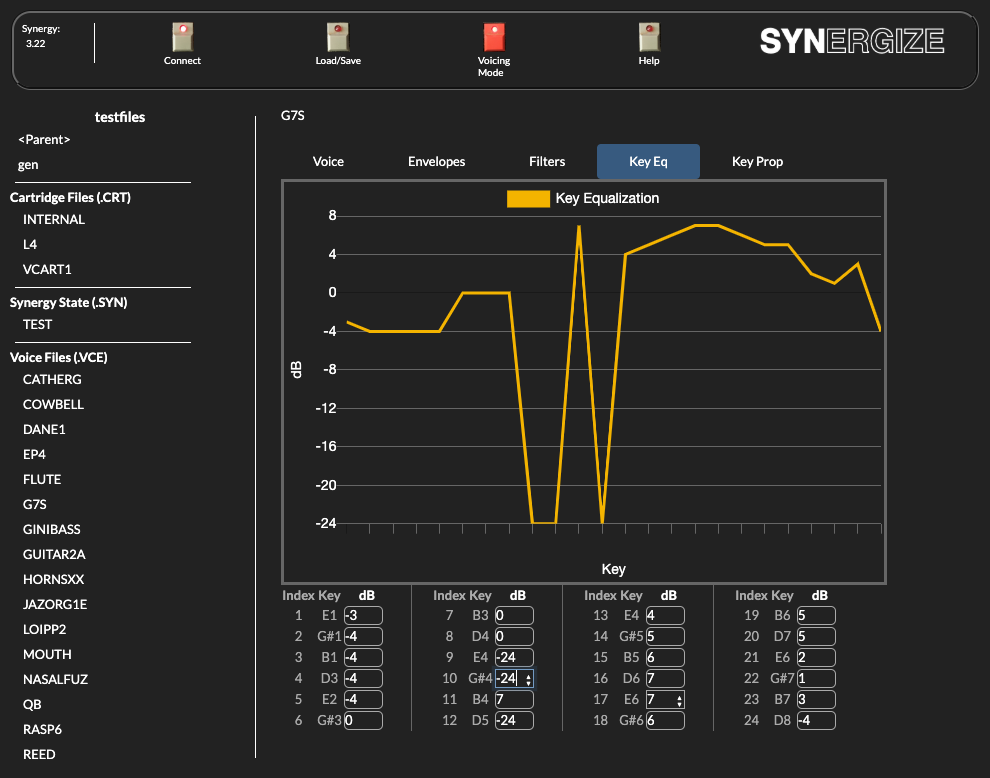 Synergy:
3.22
Connect
Load/Save
Voicing
Mode
Help
SYNERGIZE
testfiles
<Parent>
gen
Cartridge Files (.CRT)
INTERNAL
L4
VCART1
Synergy State (.SYN)
TEST
Voice Files (.VCE)
CATHERG
COWBELL
DANE1
EP4
FLUTE
G7S
GINIBASS
GUITAR2A
HORNSXX
JAZORG1E
LOIPP2
MOUTH
NASALFUZ
QB
RASP6
REED
G7S
Voice Envelopes Filters Key Eq Key Prop
Key Equalization
8
4
0
-4
-8
-12
-16
-20
-24
dB
Key
Index Key dB
1 E1 -3
2 G#1 -4
3 B1 -4
4 D3 -4
5 E2 -4
6 G#3 0
Index Key dB
7 B3 0
8 D4 0
9 E4 -24
10 G#4 -24
11 B4 7
12 D5 -24
Index Key dB
13 E4 4
14 G#5 5
15 B5 6
16 D6 7
17 E6 7
18 G#6 6
Index Key dB
19 B6 5
20 D7 5
21 E6 2
22 G#7 1
23 B7 3
24 D8 -4